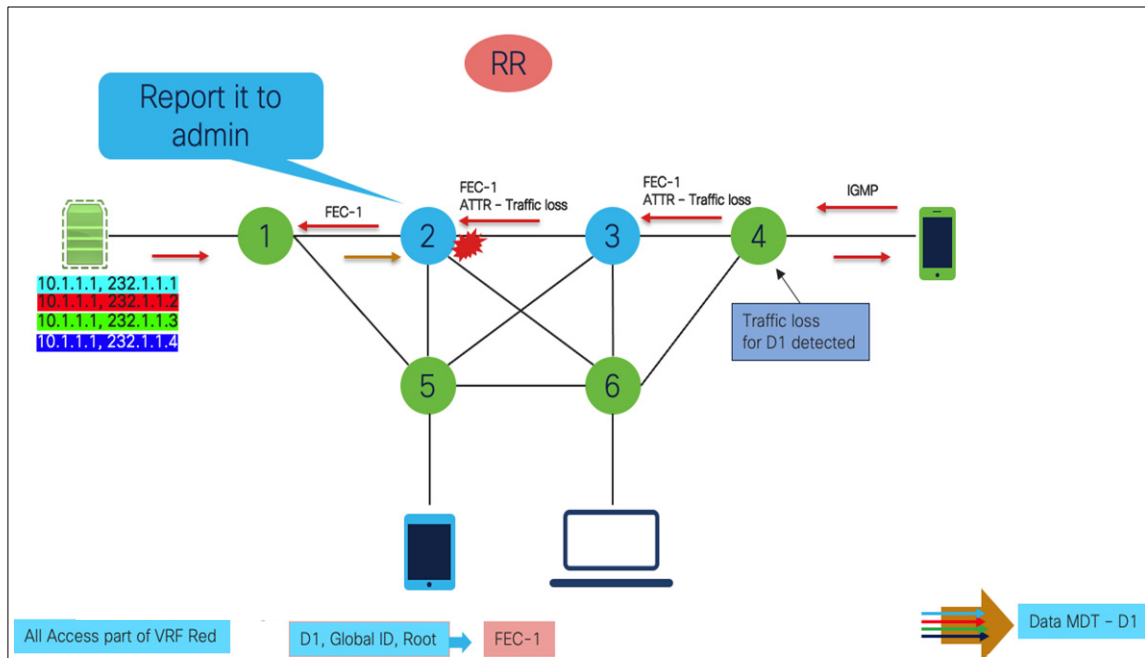 RR
Report it to
admin
FEC-1
ATTR – Traffic loss
FEC-1
ATTR – Traffic loss
IGMP
FEC-1
1
2
3
4
10.1.1.1, 232.1.1.1
10.1.1.1, 232.1.1.2
10.1.1.1, 232.1.1.3
10.1.1.1, 232.1.1.4
Traffic loss
for D1 detected
5
6
All Access part of VRF Red
D1, Global ID, Root
FEC-1
Data MDT – D1